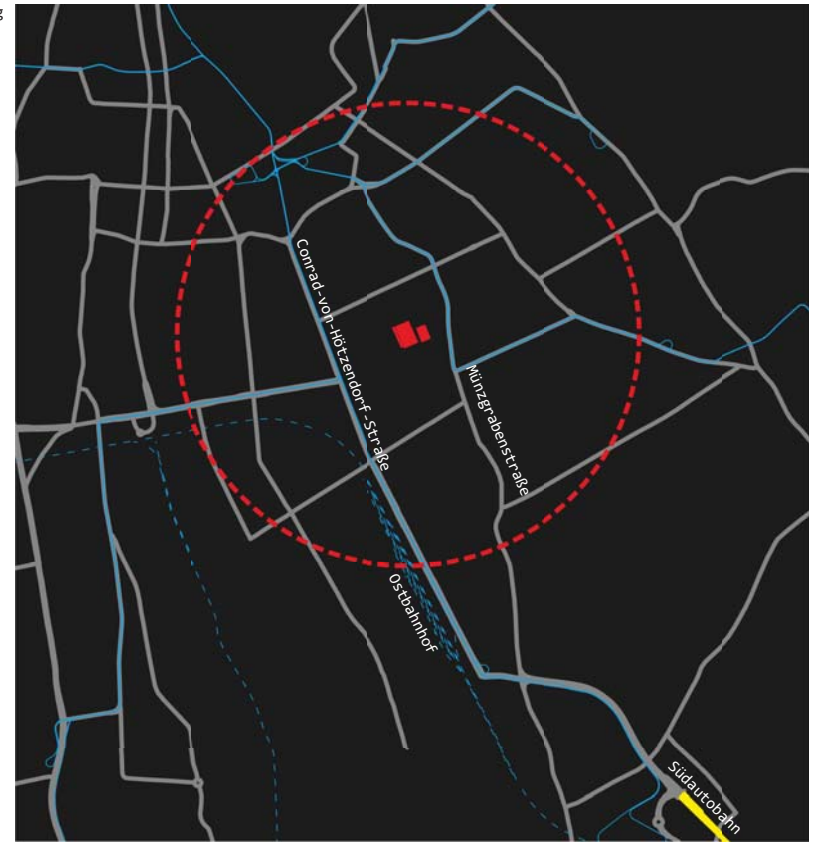 g
Conrad-von-Hötzendorf-Straße
Münzgrabenstraße
Ostbahnhof
Südautobahn